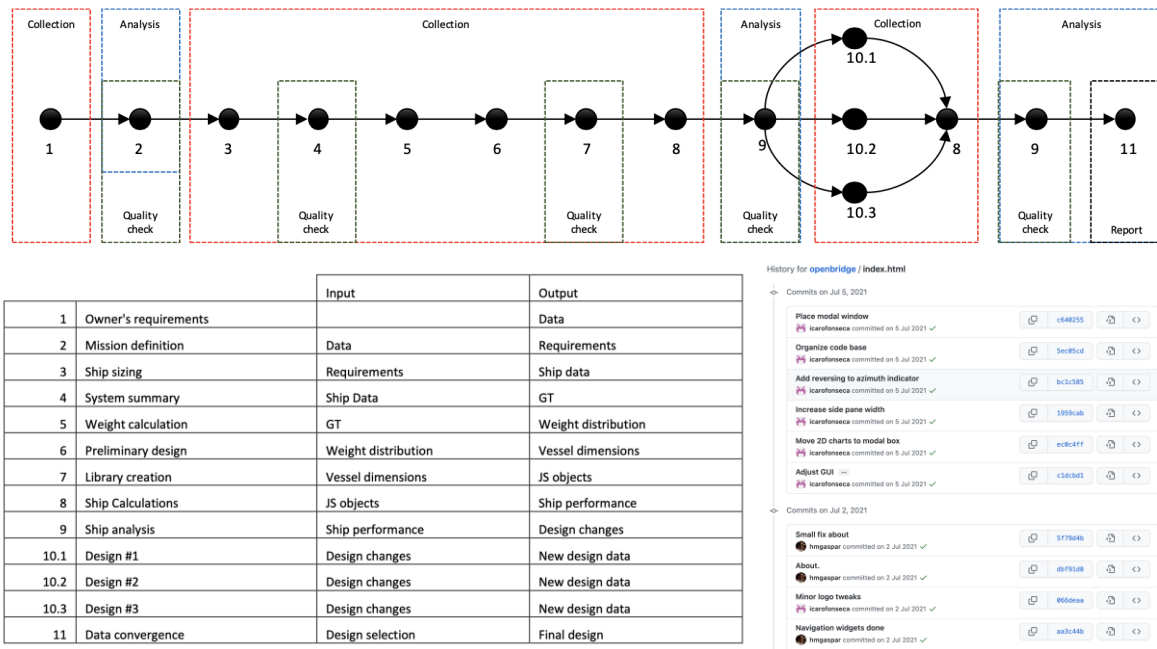 Collection
Analysis
Collection
Analysis
Collection
Analysis
10.1
1
2
3
4
5
6
7
8
9
10.2
8
9
11
10.3
Quality
check
Quality
check
Quality
check
Quality
check
Quality
check
Report
Input Output
1 Owner's requirements Data
2 Mission definition Data Requirements
3 Ship sizing Requirements Ship data
4 System summary Ship Data GT
5 Weight calculation GT Weight distribution
6 Preliminary design Weight distribution Vessel dimensions
7 Library creation Vessel dimensions JS objects
8 Ship Calculations JS objects Ship performance
9 Ship analysis Ship performance Design changes
10.1 Design #1 Design changes New design data
10.2 Design #2 Design changes New design data
10.3 Design #3 Design changes New design data
11 Data convergence Design selection Final design
History for openbridge / index.html
Commits on Jul 5, 2021
Place modal window
icarofonseca committed on 5 Jul 2021 c640255
Organize code base
icarofonseca committed on 5 Jul 2021 5ec05cd
Add reversing to azimuth indicator
icarofonseca committed on 5 Jul 2021 bc1c585
Increase side pane width
icarofonseca committed on 5 Jul 2021 1959cab
Move 2D charts to modal box
icarofonseca committed on 5 Jul 2021 ec0c4ff
Adjust GUI ...
icarofonseca committed on 5 Jul 2021 c1dcbd1
Commits on Jul 2, 2021
Small fix about
hmgaspar committed on 2 Jul 2021 5f79d4b
About.
hmgaspar committed on 2 Jul 2021 dbf91d8
Minor logo tweaks
icarofonseca committed on 2 Jul 2021 066deaa
Navigation widgets done
hmgaspar committed on 2 Jul 2021 aa3c44b